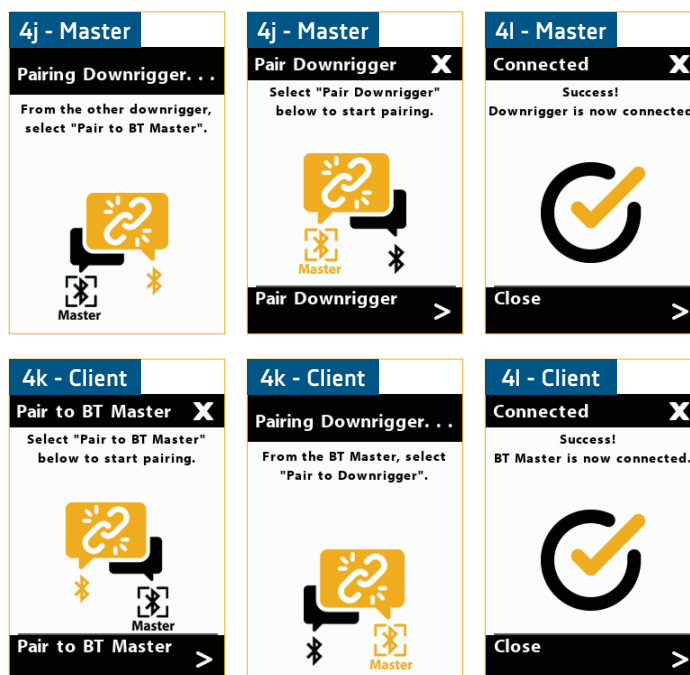 4j - Master
Pairing Downrigger. . .
From the other downrigger,
select "Pair to BT Master".
Master
4j - Master
Pair Downrigger X
Select "Pair Downrigger"
below to start pairing.
Master
Pair Downrigger >
4l - Master
Connected X
Success!
Downrigger is now connected
Close >
4k - Client
Pair to BT Master X
Select "Pair to BT Master"
below to start pairing.
Master
Pair to BT Master >
4k - Client
Pairing Downrigger. . .
From the BT Master, select
"Pair to Downrigger".
Master
4l - Client
Connected X
Success!
BT Master is now connected.
Close >